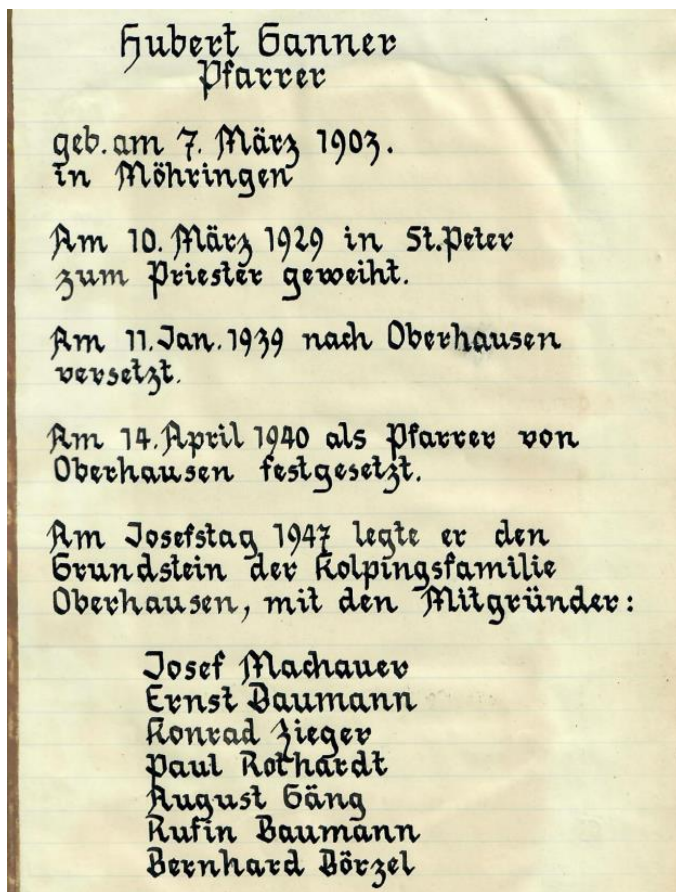 Hubert Ganner
Pfarrer
geb. am 7. März 1903.
in Möhringen
Am 10. März 1929 in St. Peter
zum Priester geweiht.
Am 11. Jan. 1939 nach Oberhausen
versetzt.
Am 14. April 1940 als Pfarrer von
Oberhausen festgesetzt.
Am Josefstag 1947 legte er den
Grundstein der Kolpingsfamilie
Oberhausen, mit den Mitgründer:
Josef Machauer
Ernst Baumann
Konrad Zieger
Paul Rothardt
August Gäng
Rufin Baumann
Bernhard Börzel